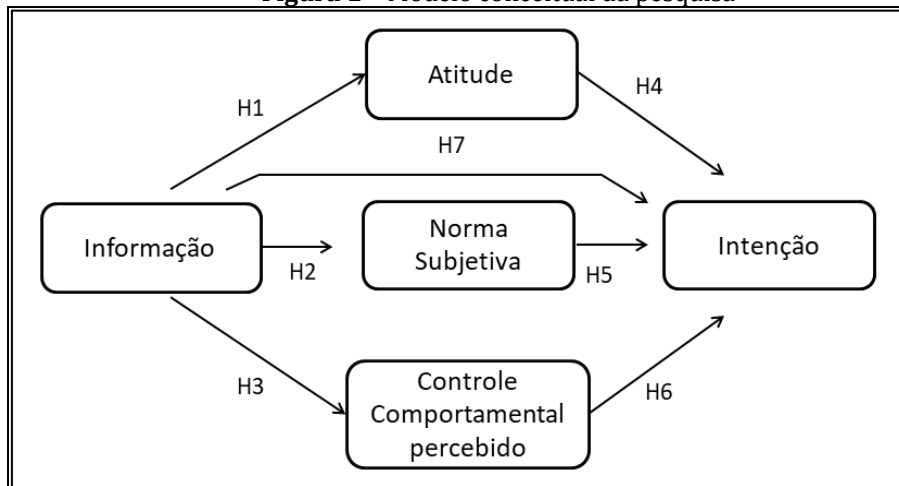 Figura 1 - Modelo conceitual da pesquisa
Atitude
H1
H4
H7
Informação
H2
Norma
Subjetiva
H5
Intenção
H3
Controle
Comportamental
percebido
H6